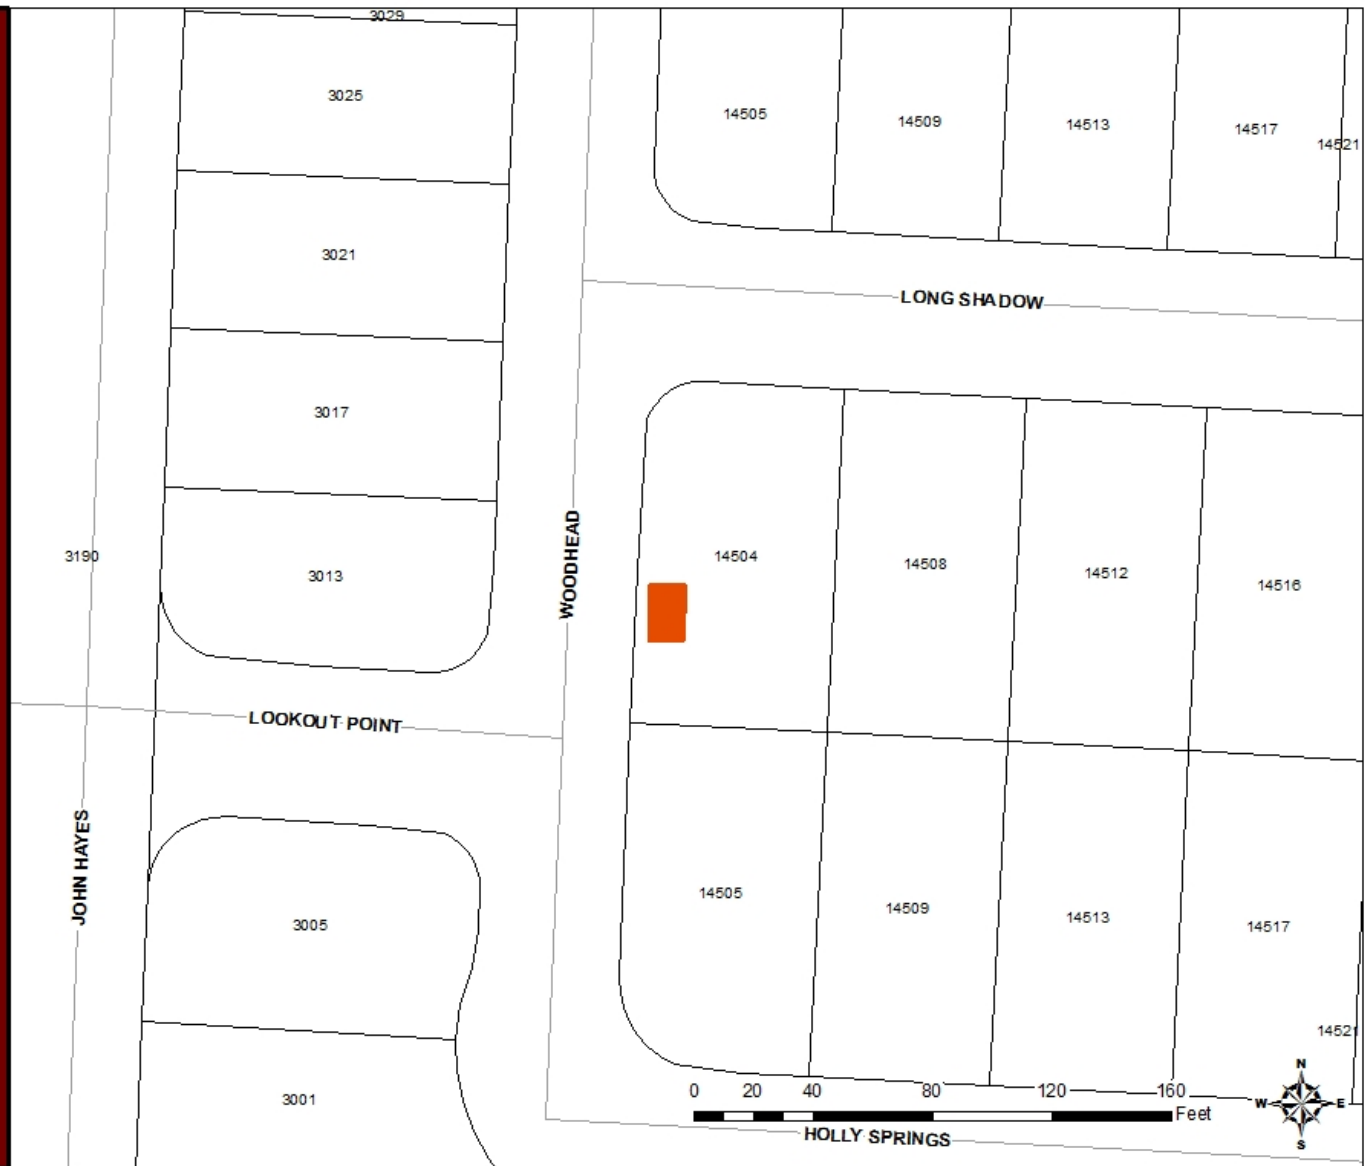 3029
3025
14505
14509
14513
14517
14521
3021
LONG SHADOW
3017
WOODHEAD
3190
3013
14504
14508
14512
14516
LOOKOUT POINT
JOHN HAYES
14505
14509
14513
14517
3005
14521
3001
0 20 40 80 120 160
Feet
N
W E
S
HOLLY SPRINGS